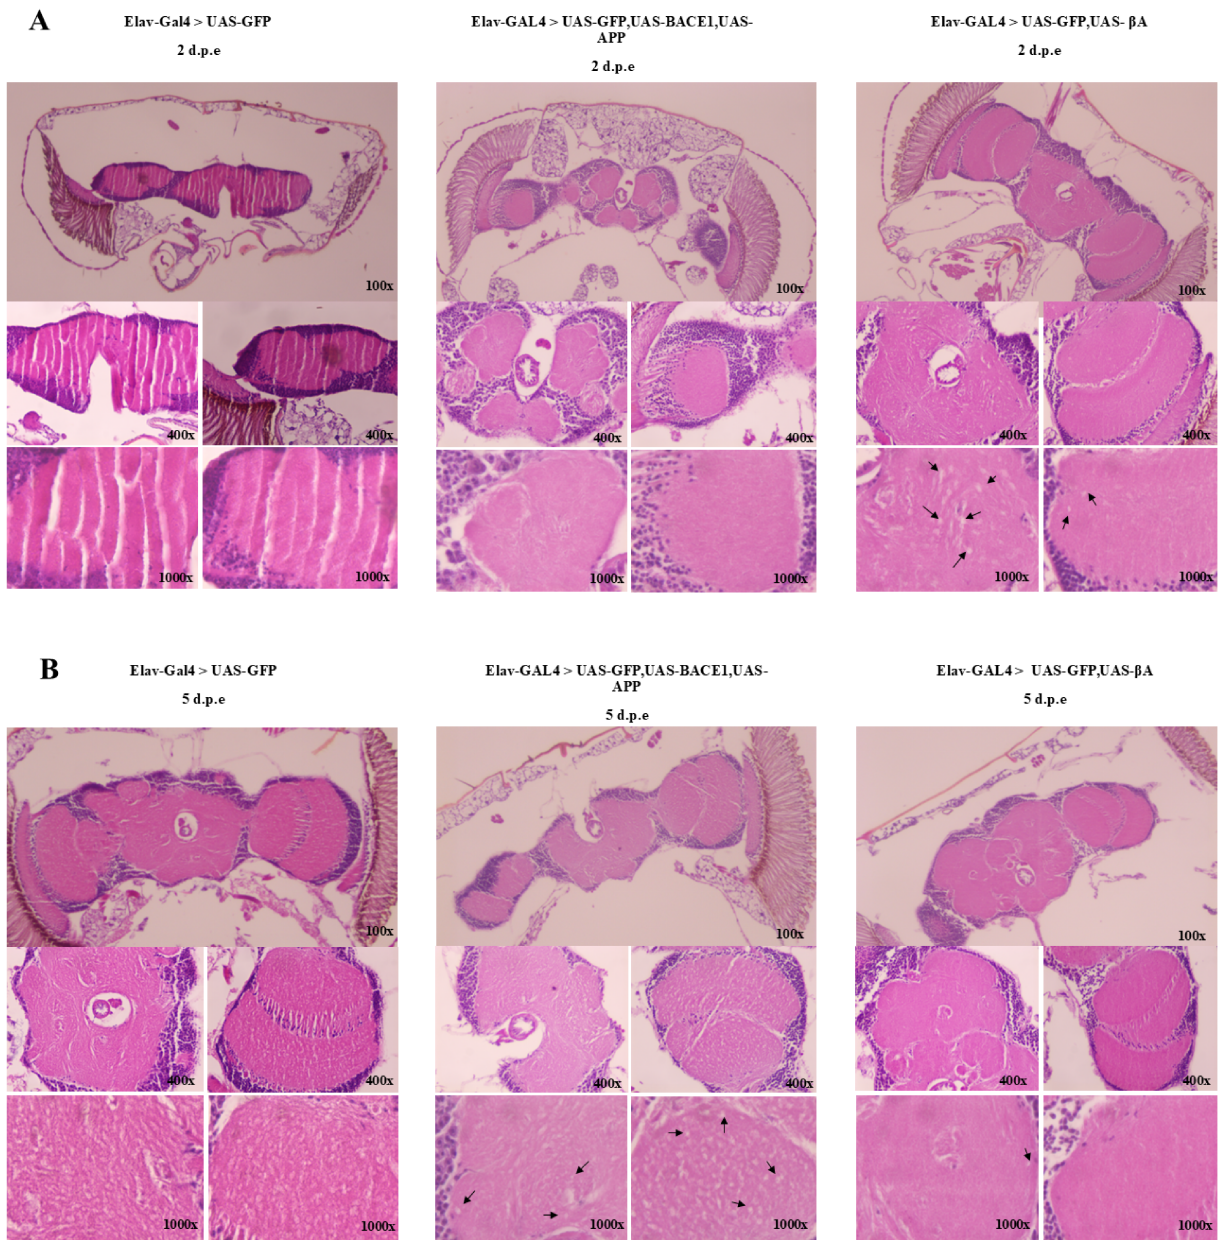 A
Elav-Gal4 > UAS-GFP
2 d.p.e
Elav-GAL4 > UAS-GFP,UAS-BACE1,UAS-
APP
2 d.p.e
Elav-GAL4 > UAS-GFP,UAS- βA
2 d.p.e
100x
100x
100x
400x
400x
400x
400x
400x
400x
1000x
1000x
1000x
1000x
1000x
1000x
B
Elav-Gal4 > UAS-GFP
5 d.p.e
Elav-GAL4 > UAS-GFP,UAS-BACE1,UAS-
APP
5 d.p.e
Elav-GAL4 > UAS-GFP,UAS-βA
5 d.p.e
100x
100x
100x
400x
400x
400x
400x
400x
400x
1000x
1000x
1000x
1000x
1000x
1000x